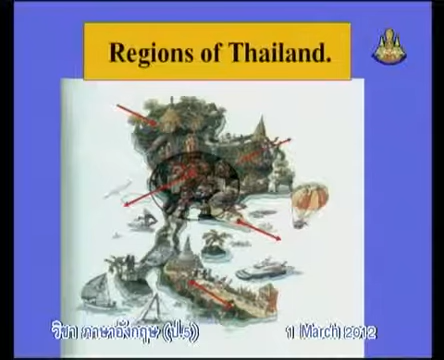 Regions of Thailand.
วิชา ภาษาอังกฤษ (ป.5)
1 March 2012